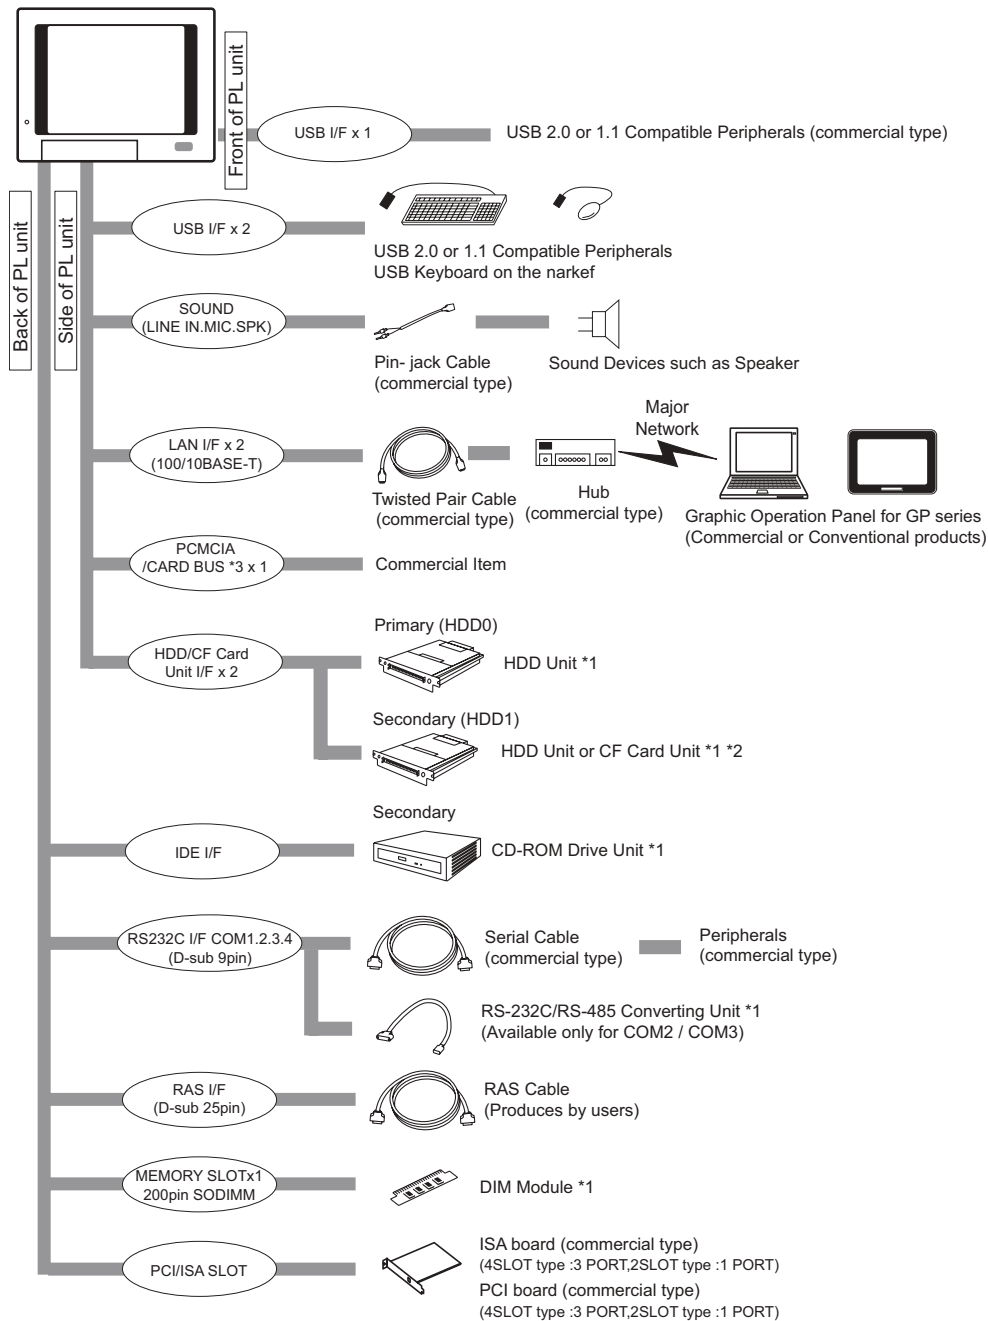 Front of PL unit
USB I/F x 1
USB 2.0 or 1.1 Compatible Peripherals (commercial type)
Back of PL unit
Side of PL unit
USB I/F x 2
USB 2.0 or 1.1 Compatible Peripherals
USB Keyboard on the narkef
SOUND
(LINE IN.MIC.SPK)
Pin- jack Cable
(commercial type)
Sound Devices such as Speaker
LAN I/F x 2
(100/10BASE-T)
Twisted Pair Cable
(commercial type)
Hub
(commercial type)
Major
Network
Graphic Operation Panel for GP series
(Commercial or Conventional products)
PCMCIA
/CARD BUS *3 x 1
Commercial Item
HDD/CF Card
Unit I/F x 2
Primary (HDD0)
HDD Unit *1
Secondary (HDD1)
HDD Unit or CF Card Unit *1 *2
IDE I/F
Secondary
CD-ROM Drive Unit *1
RS232C I/F COM1.2.3.4
(D-sub 9pin)
Serial Cable
(commercial type)
Peripherals
(commercial type)
RS-232C/RS-485 Converting Unit *1
(Available only for COM2 / COM3)
RAS I/F
(D-sub 25pin)
RAS Cable
(Produces by users)
MEMORY SLOTx1
200pin SODIMM
DIM Module *1
PCI/ISA SLOT
ISA board (commercial type)
(4SLOT type :3 PORT,2SLOT type :1 PORT)
PCI board (commercial type)
(4SLOT type :3 PORT,2SLOT type :1 PORT)